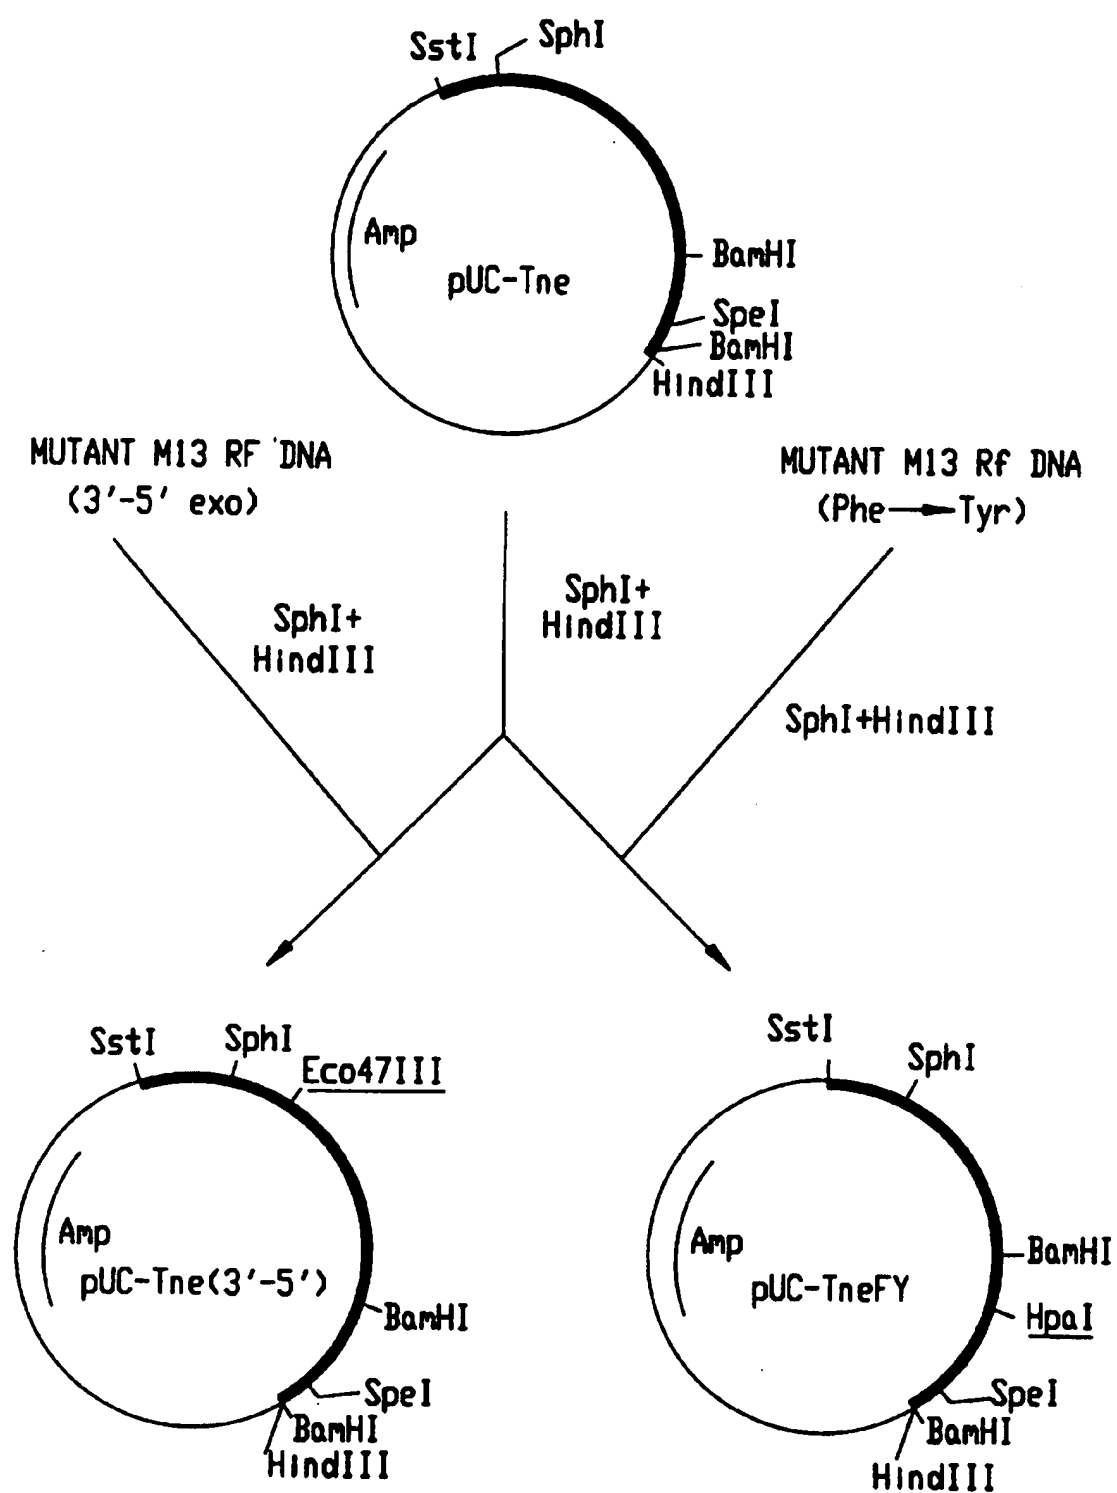 SstI
SphI
Amp
pUC-Tne
BamHI
SpeI
BamHI
HindIII
MUTANT M13 RF DNA
(3'-5' exo)
MUTANT M13 Rf DNA
(Phe→Tyr)
SphI+
HindIII
SphI+
HindIII
SphI+HindIII
SstI
SphI
Eco47III
Amp
pUC-Tne(3'-5')
BamHI
SpeI
BamHI
HindIII
SstI
SphI
Amp
pUC-TneFY
BamHI
HpaI
SpeI
BamHI
HindIII